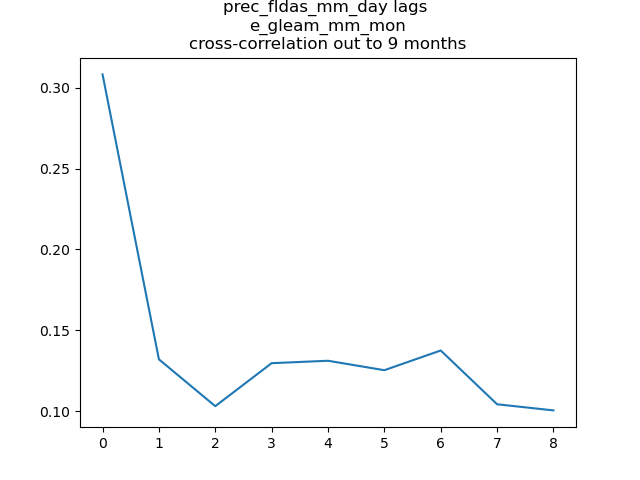 prec_fldas_mm_day lags
e_gleam_mm_mon
cross-correlation out to 9 months
0.30
0.25
0.20
0.15
0.10
0 1 2 3 4 5 6 7 8